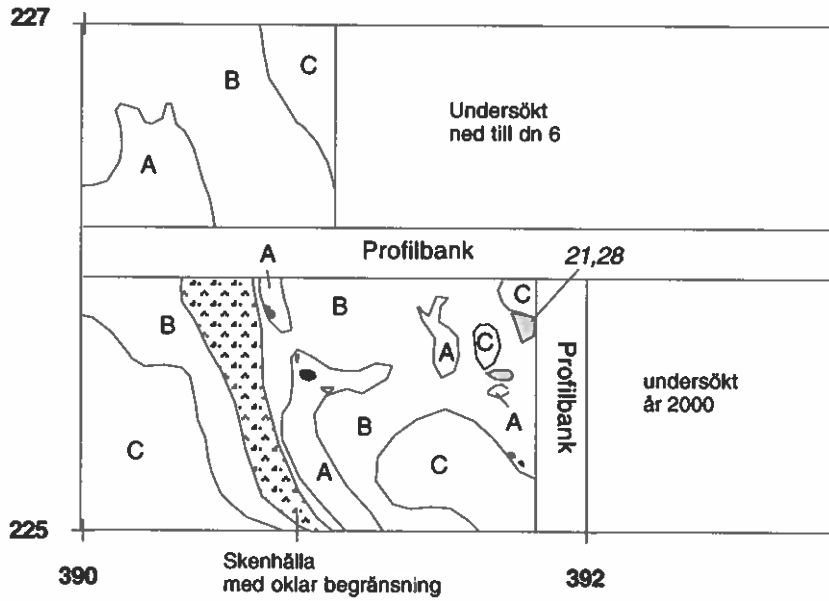 227
B
C
Undersökt
ned till dn 6
A
Profilbank
A
21,28
C
B
B
A
C
Profilbank
undersökt
år 2000
A
B
C
C
A
225
390
Skenhälla
med oklar begränsning
392